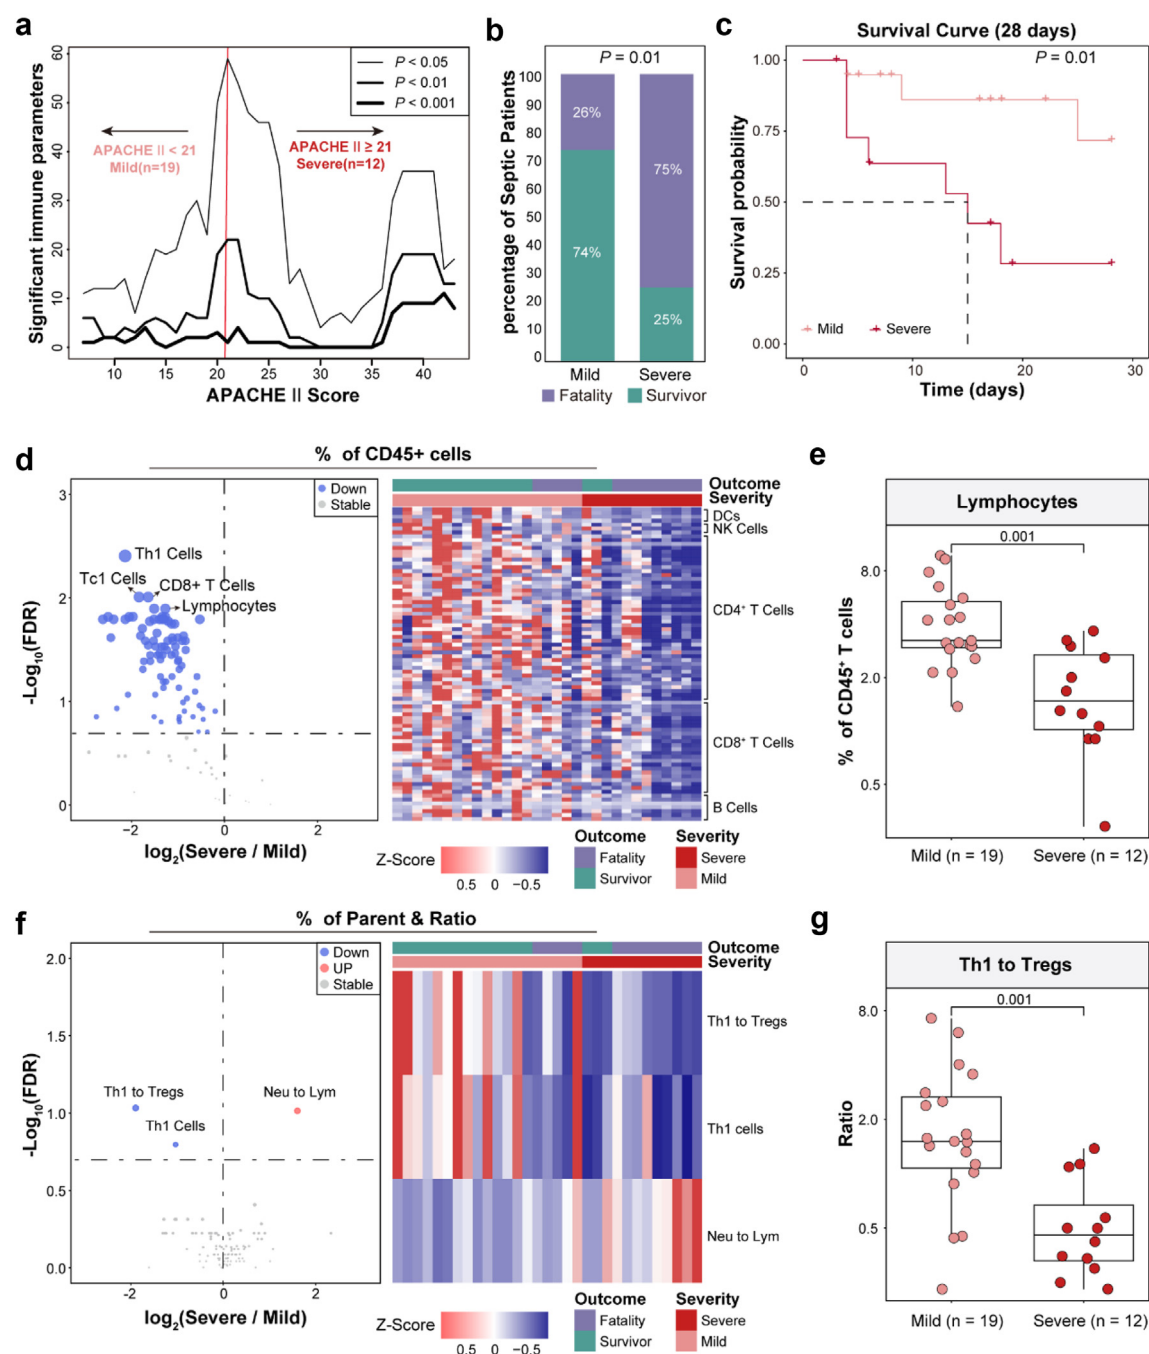 a
Significant immune parameters
60
50
40
30
20
10
0
P < 0.05
P < 0.01
P < 0.001
APACHE II < 21
Mild(n=19)
APACHE II ≥ 21
Severe(n=12)
10 15 20 25 30 35 40
APACHE II Score
b
P = 0.01
percentage of Septic Patients
100
90
80
70
60
50
40
30
20
10
0
26%
74%
75%
25%
Mild Severe
Fatality Survivor
c
Survival Curve (28 days)
P = 0.01
Survival probability
1.00
0.75
0.50
0.25
0.00
Mild Severe
0 10 20 30
Time (days)
d
% of CD45+ cells
-Log10(FDR)
3
2
1
0
Down
Stable
Th1 Cells
Tc1 Cells
CD8+ T Cells
Lymphocytes
−2 0 2
log2(Severe / Mild)
Outcome
Severity
DCs
NK Cells
CD4+ T Cells
CD8+ T Cells
B Cells
Z-Score
0.5 0 −0.5
Outcome
Fatality
Survivor
Severity
Severe
Mild
e
Lymphocytes
0.001
% of CD45+ T cells
8.0
2.0
0.5
Mild (n = 19) Severe (n = 12)
f
% of Parent & Ratio
-Log10(FDR)
2.0
1.5
1.0
0.5
0.0
Down
UP
Stable
Th1 to Tregs
Th1 Cells
Neu to Lym
-2 0 2
log2(Severe / Mild)
Outcome
Severity
Th1 to Tregs
Th1 cells
Neu to Lym
Z-Score
0.5 0 −0.5
Outcome
Fatality
Survivor
Severity
Severe
Mild
g
Th1 to Tregs
0.001
Ratio
8.0
2.0
0.5
Mild (n = 19) Severe (n = 12)